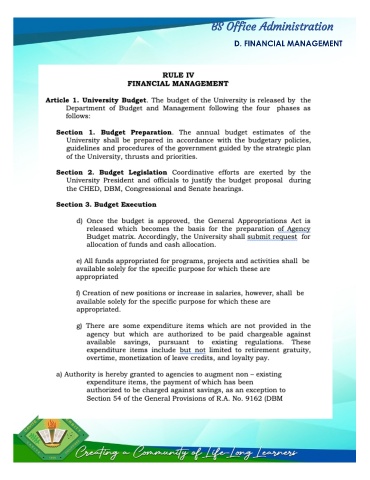 BS Office Administration
D. FINANCIAL MANAGEMENT
RULE IV
FINANCIAL MANAGEMENT
Article 1. University Budget. The budget of the University is released by the
Department of Budget and Management following the four phases as
follows:
Section 1. Budget Preparation. The annual budget estimates of the
University shall be prepared in accordance with the budgetary policies,
guidelines and procedures of the government guided by the strategic plan
of the University, thrusts and priorities.
Section 2. Budget Legislation Coordinative efforts are exerted by the
University President and officials to justify the budget proposal during
the CHED, DBM, Congressional and Senate hearings.
Section 3. Budget Execution
d) Once the budget is approved, the General Appropriations Act is
released which becomes the basis for the preparation of Agency
Budget matrix. Accordingly, the University shall submit request for
allocation of funds and cash allocation.
e) All funds appropriated for programs, projects and activities shall be
available solely for the specific purpose for which these are
appropriated
f) Creation of new positions or increase in salaries, however, shall be
available solely for the specific purpose for which these are
appropriated.
g) There are some expenditure items which are not provided in the
agency but which are authorized to be paid chargeable against
available savings, pursuant to existing regulations. These
expenditure items include but not limited to retirement gratuity,
overtime, monetization of leave credits, and loyalty pay.
a) Authority is hereby granted to agencies to augment non – existing
expenditure items, the payment of which has been
authorized to be charged against savings, as an exception to
Section 54 of the General Provisions of R.A. No. 9162 (DBM
Creating a Community of Life-Long Learners